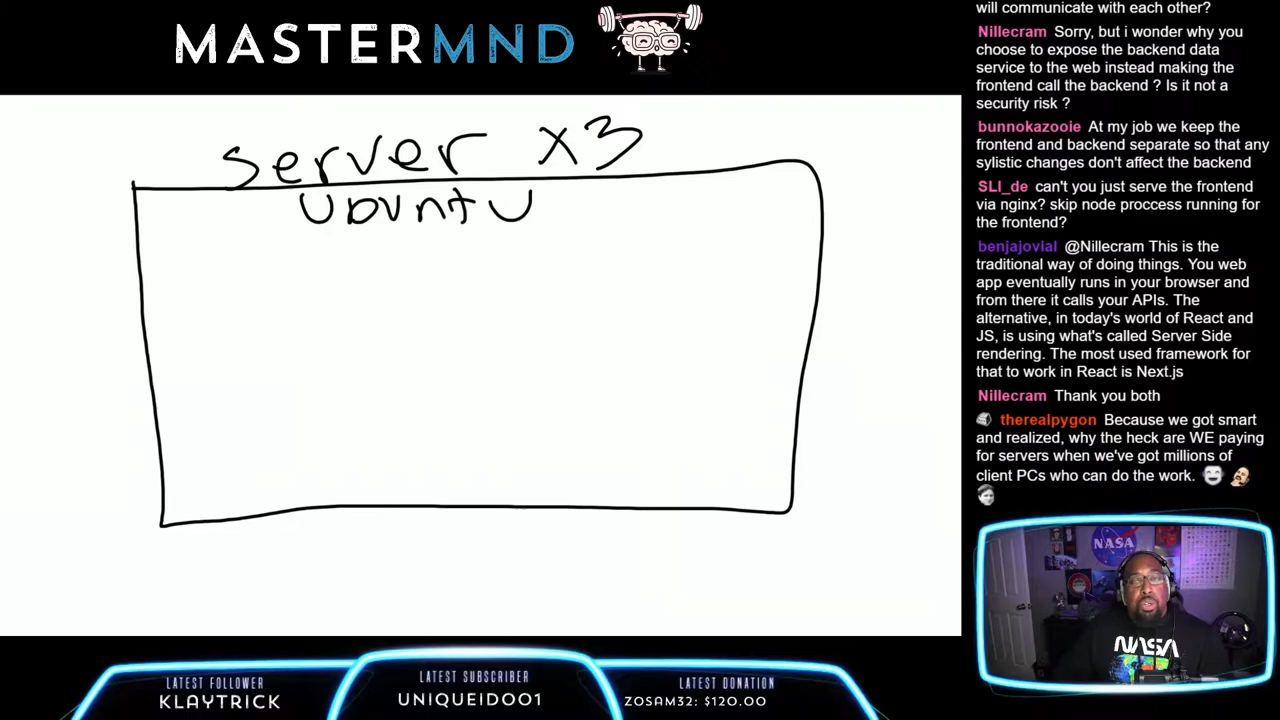 MASTERMND
server x3
Ubuntu
will communicate with each other?
Nillecram Sorry, but i wonder why you
choose to expose the backend data
service to the web instead making the
frontend call the backend ? Is it not a
security risk ?
bunnokazooie At my job we keep the
frontend and backend separate so that any
sylistic changes don't affect the backend
SLI_de can't you just serve the frontend
via nginx? skip node proccess running for
the frontend?
benjajovial @Nillecram This is the
traditional way of doing things. You web
app eventually runs in your browser and
from there it calls your APIs. The
alternative, in today's world of React and
JS, is using what's called Server Side
rendering. The most used framework for
that to work in React is Next.js
Nillecram Thank you both
therealpygon Because we got smart
and realized, why the heck are WE paying
for servers when we've got millions of
client PCs who can do the work.
NASA
NASA
LATEST FOLLOWER
KLAYTRICK
LATEST SUBSCRIBER
UNIQUEID001
LATEST DONATION
ZOSAM32: $120.00